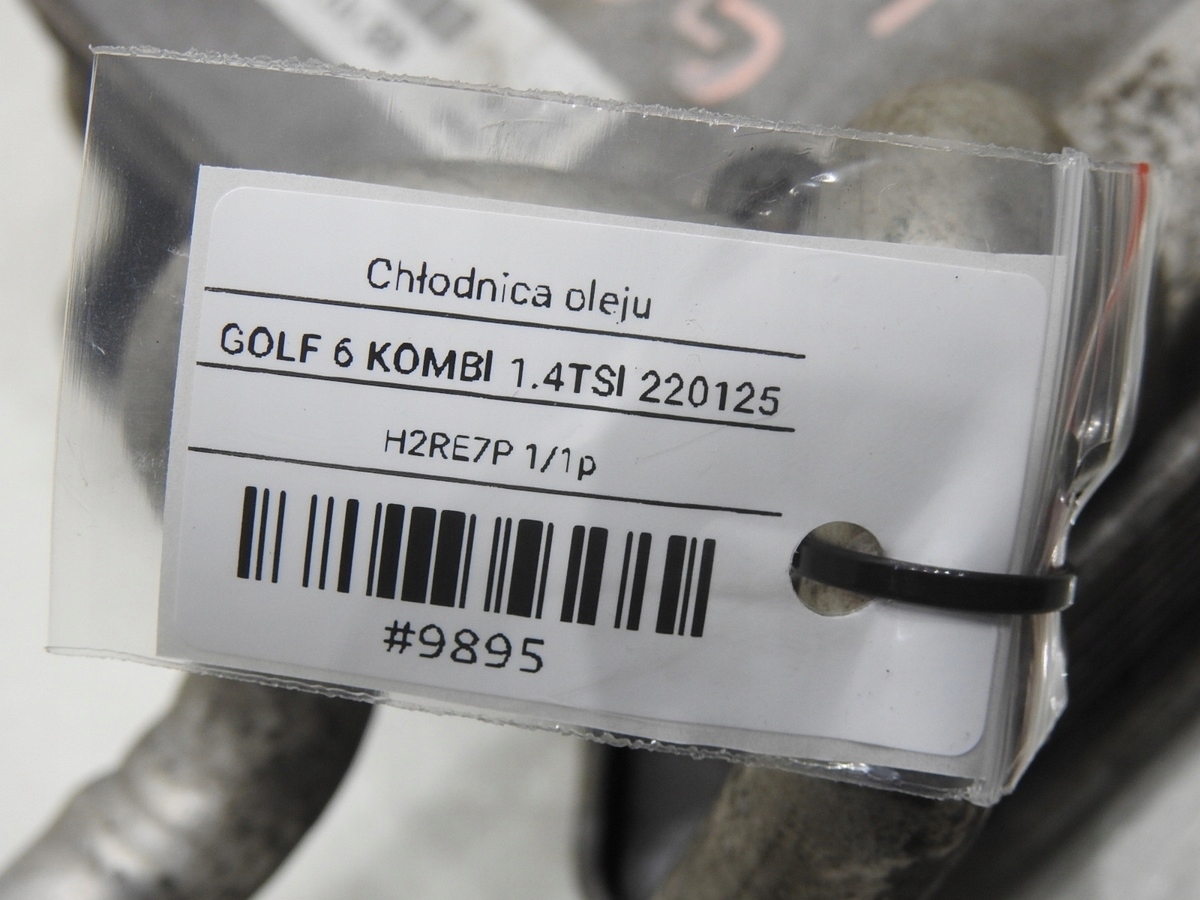 Chłodnica oleju
GOLF 6 KOMBI 1.4TSI 220125
H2RE7P 1/1p
#9895